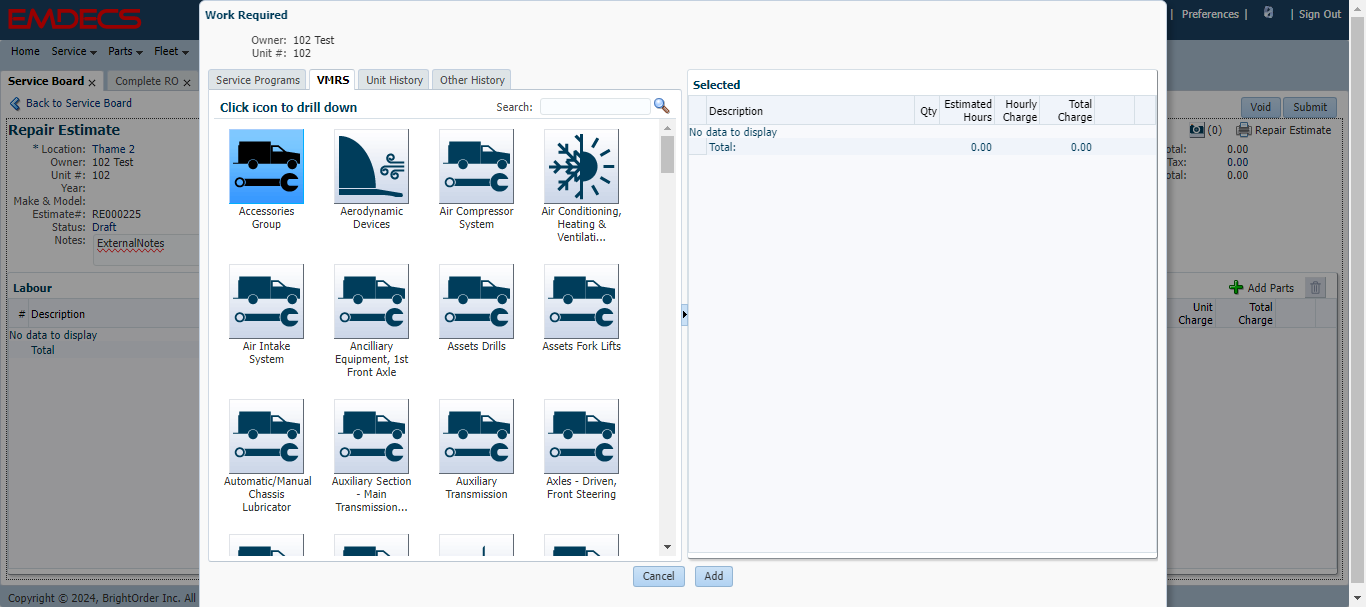 EMDECS
Work Required
Preferences |
| Sign Out
Owner: 102 Test
Unit #: 102
Home Service Parts Fleet
Service Board x
Complete RO x
Service Programs
VMRS
Unit History
Other History
Selected
Back to Service Board
Click icon to drill down
Search:
Description
Qty
Estimated Hours
Hourly Charge
Total Charge
No data to display
Total: 0.00 0.00
Void
Submit
Repair Estimate
(0)
Repair Estimate
* Location: Thame 2
Owner: 102 Test
Unit #: 102
Year:
Make & Model:
Estimate#: RE000225
Status: Draft
Notes: ExternalNotes
otal: 0.00
Tax: 0.00
otal: 0.00
Accessories
Group
Aerodynamic
Devices
Air Compressor
System
Air Conditioning,
Heating &
Ventilati...
Air Intake
System
Ancilliary
Equipment, 1st
Front Axle
Assets Drills
Assets Fork Lifts
Automatic/Manual
Chassis
Lubricator
Auxiliary Section
- Main
Transmission...
Auxiliary
Transmission
Axles - Driven,
Front Steering
Labour
# Description
No data to display
Total
Add Parts
Unit
Charge
Total
Charge
Cancel
Add
Copyright © 2024, BrightOrder Inc. All